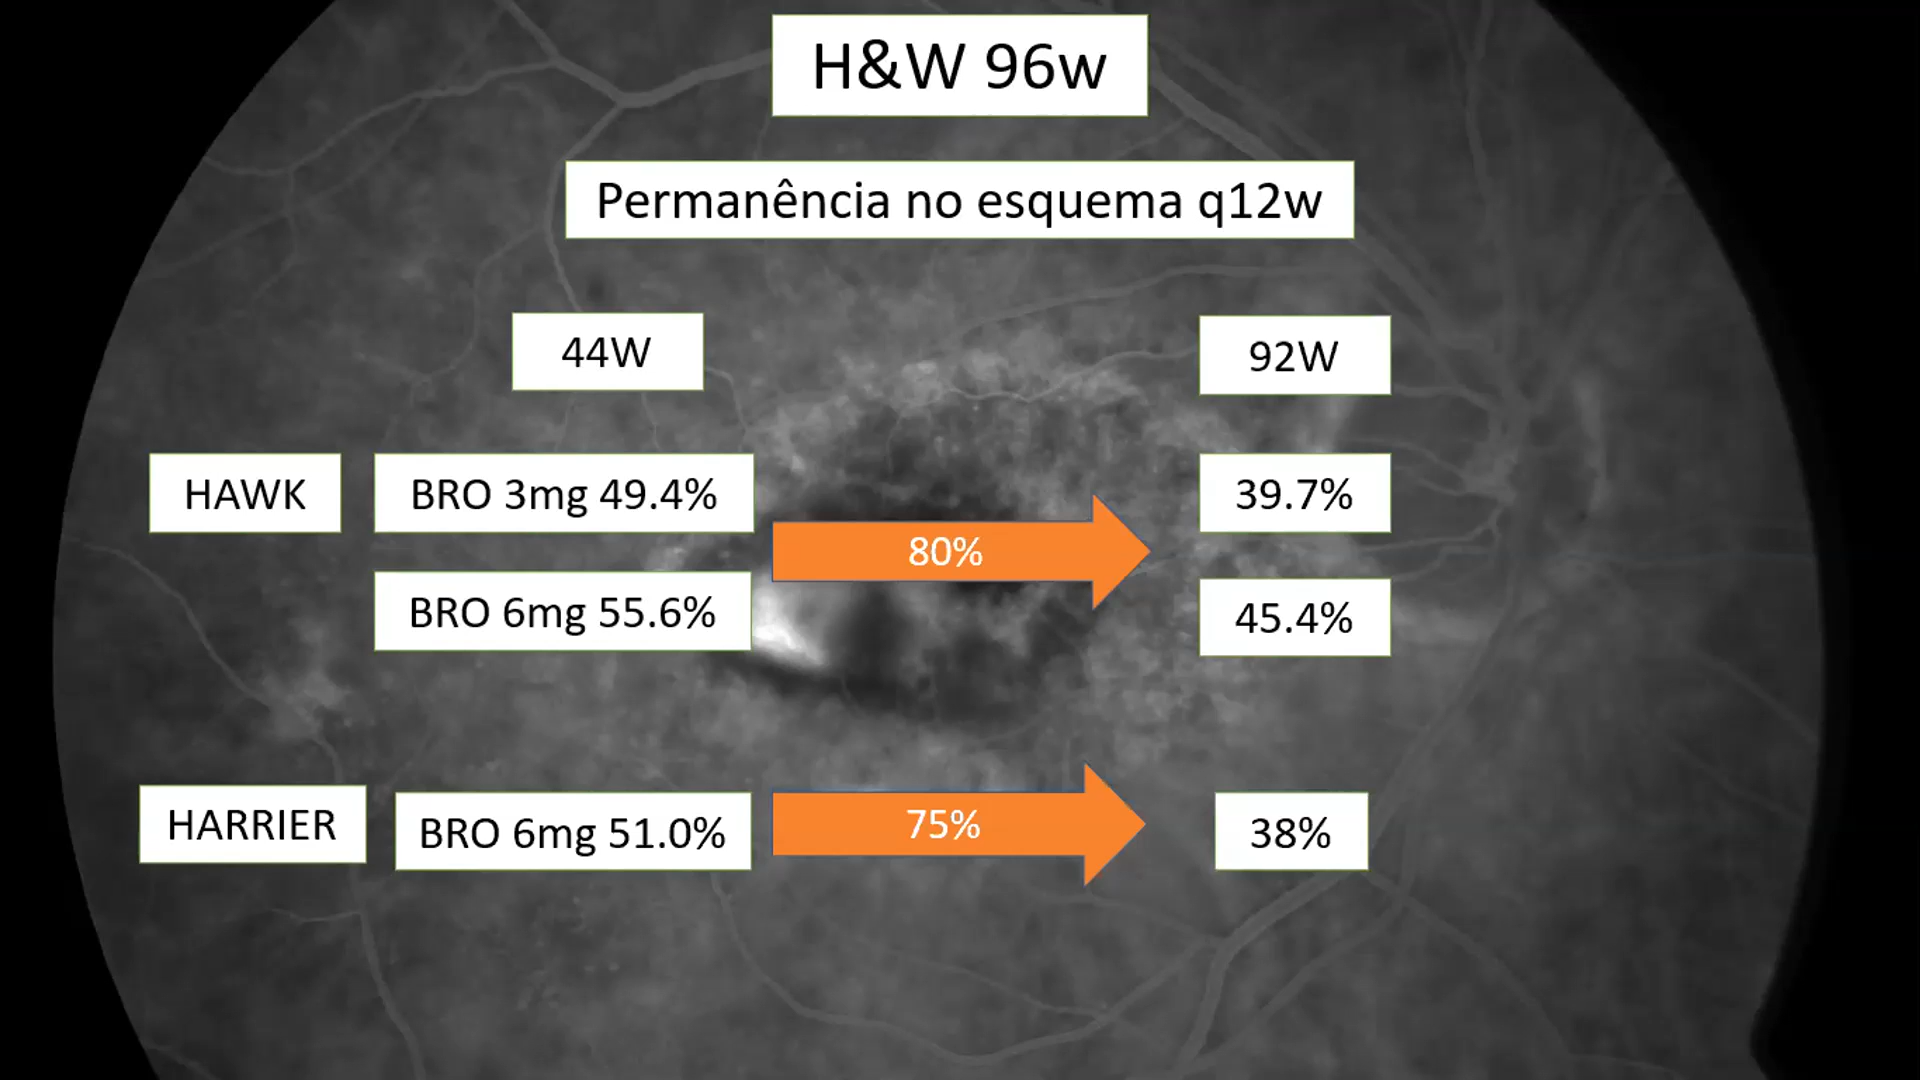 H&W 96w
Permanência no esquema q12w
44W
92W
HAWK
BRO 3mg 49.4%
39.7%
80%
BRO 6mg 55.6%
45.4%
HARRIER
BRO 6mg 51.0%
75%
38%